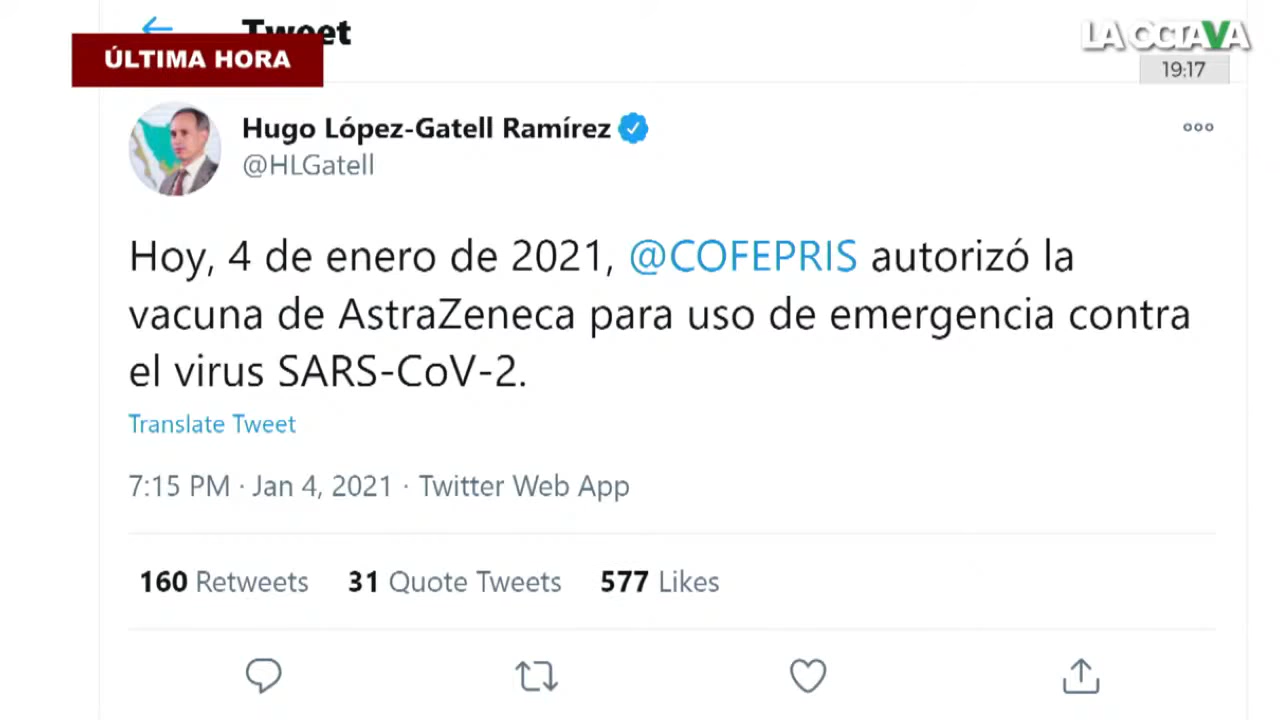 Tweet
ÚLTIMA HORA
LA OCTAVA
19:17
Hugo López-Gatell Ramírez
@HLGatell
Hoy, 4 de enero de 2021, @COFEPRIS autorizó la
vacuna de AstraZeneca para uso de emergencia contra
el virus SARS-CoV-2.
Translate Tweet
7:15 PM · Jan 4, 2021 · Twitter Web App
160 Retweets 31 Quote Tweets 577 Likes